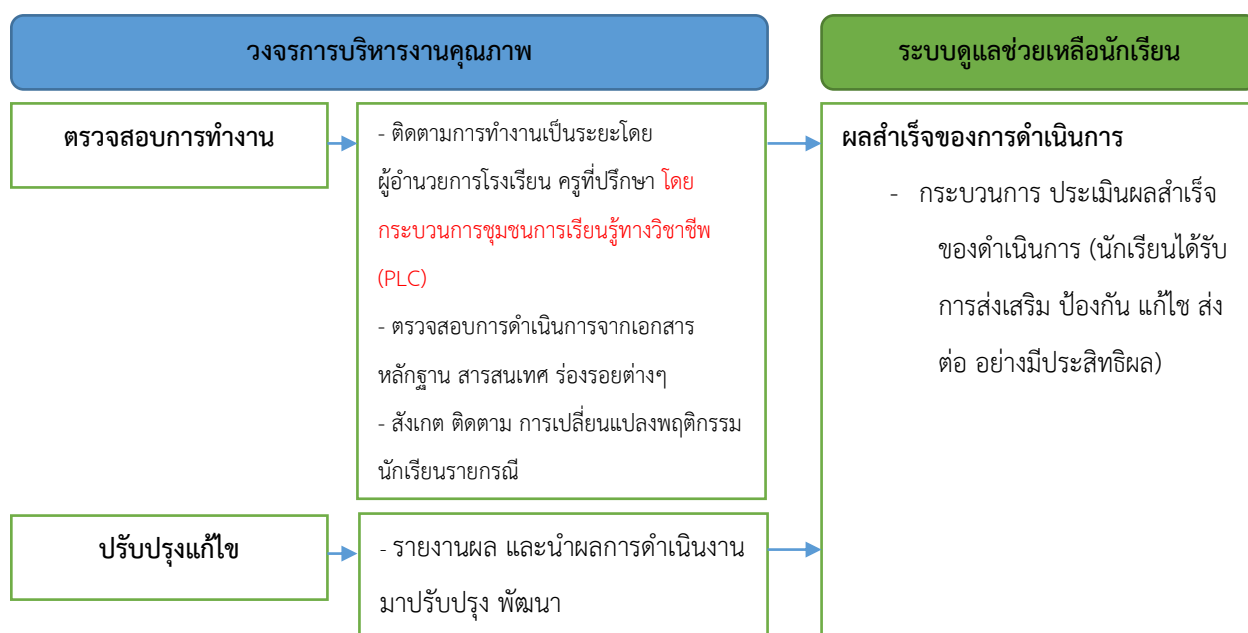 วงจรการบริหารงานคุณภาพ
ระบบดูแลช่วยเหลือนักเรียน
ตรวจสอบการทำงาน
- ติดตามการทำงานเป็นระยะโดย
ผู้อำนวยการโรงเรียน ครูที่ปรึกษา โดย
กระบวนการชุมชนการเรียนรู้ทางวิชาชีพ
(PLC)
- ตรวจสอบการดำเนินการจากเอกสาร
หลักฐาน สารสนเทศ ร่องรอยต่างๆ
- สังเกต ติดตาม การเปลี่ยนแปลงพฤติกรรม
นักเรียนรายกรณี
ผลสำเร็จของการดำเนินการ
- กระบวนการ ประเมินผลสำเร็จ
ของดำเนินการ (นักเรียนได้รับ
การส่งเสริม ป้องกัน แก้ไช ส่ง
ต่อ อย่างมีประสิทธิผล)
ปรับปรุงแก้ไข
- รายงานผล และนำผลการดำเนินงาน
มาปรับปรุง พัฒนา